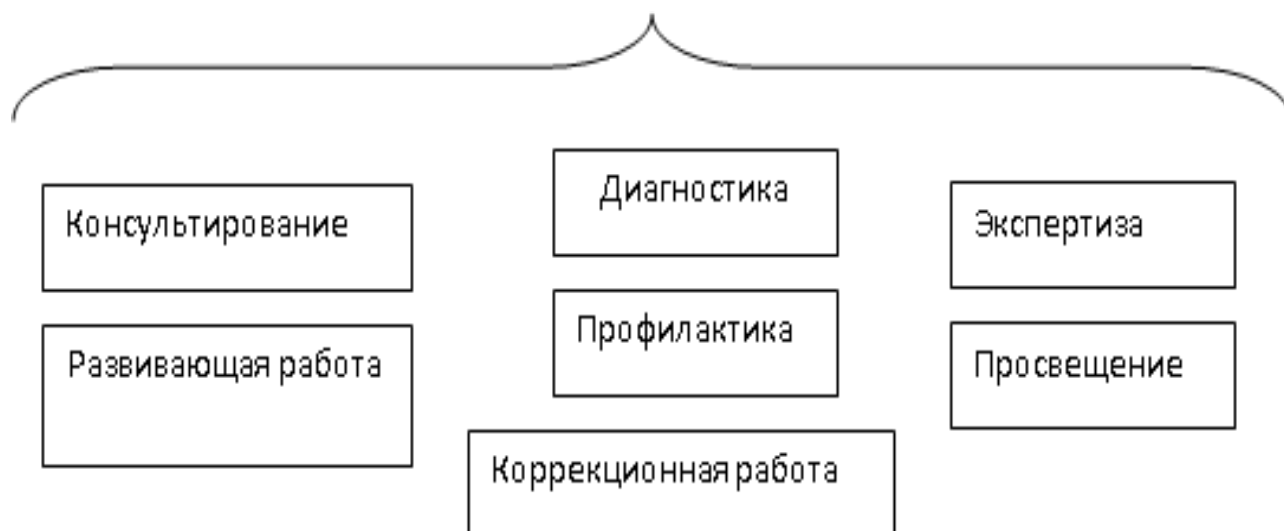 Диагностика
Консультирование
Экспертиза
Профилактика
Развивающая работа
Просвещение
Коррекционная работа